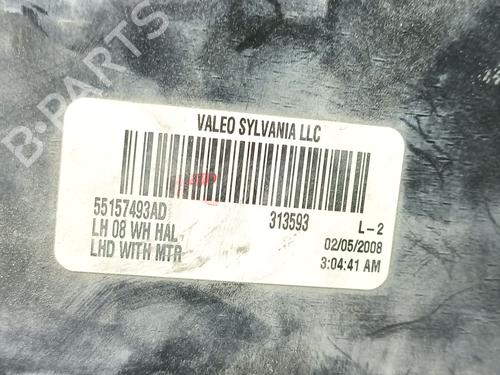 B-PARTS
VALEO SYLVANIA LLC
55157493AD 313593 L-2
LH 08 WH HAL 02/05/2008
LHD WITH MTR 3:04:41 AM